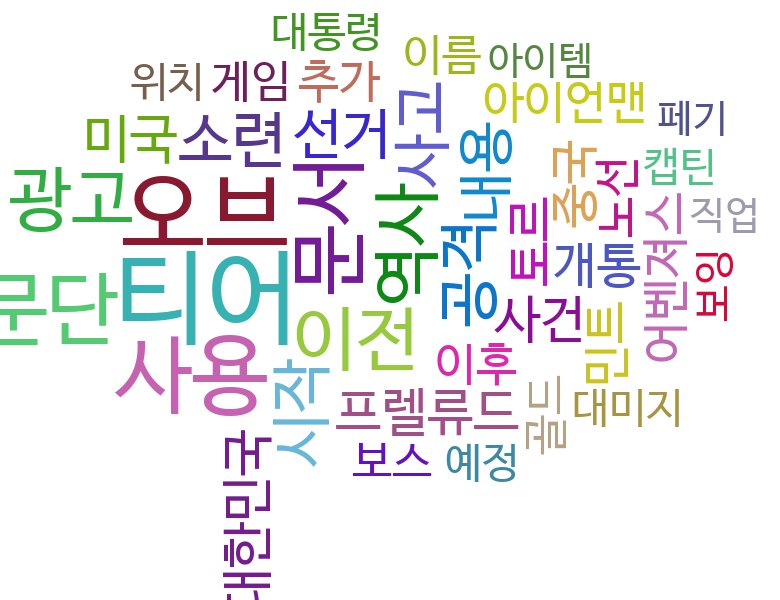 대통령
이름
아이템
위치
게임
추가
아이언맨
페기
미국
소련
선거
사고
내용
중국
노선
캡틴
광고
오픈
문서
역사
공격
토르
개통
어벤져스
직업
보잉
무단
티어
이전
사건
민트
사용
시작
이후
프렐류드
골드
대미지
대한민국
보스
예정